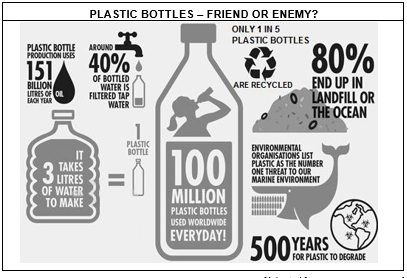 PLASTIC BOTTLES – FRIEND OR ENEMY?
PLASTIC BOTTLE
PRODUCTION USES
151
BILLION
LITRES OF
EACH YEAR
OIL
AROUND
40%
OF BOTTLED
WATER IS
FILTERED TAP
WATER
IT
3 TAKES
LITRES
OF WATER
TO MAKE
=
1
PLASTIC
BOTTLE
100
MILLION
PLASTIC BOTTLES
USED WORLDWIDE
EVERYDAY!
ONLY 1 IN 5
PLASTIC BOTTLES
ARE RECYCLED
80%
END UP IN
LANDFILL OR
THE OCEAN
ENVIRONMENTAL
ORGANISATIONS LIST
PLASTIC AS THE NUMBER
ONE THREAT TO OUR
MARINE ENVIRONMENT
500 YEARS
FOR PLASTIC TO DEGRADE